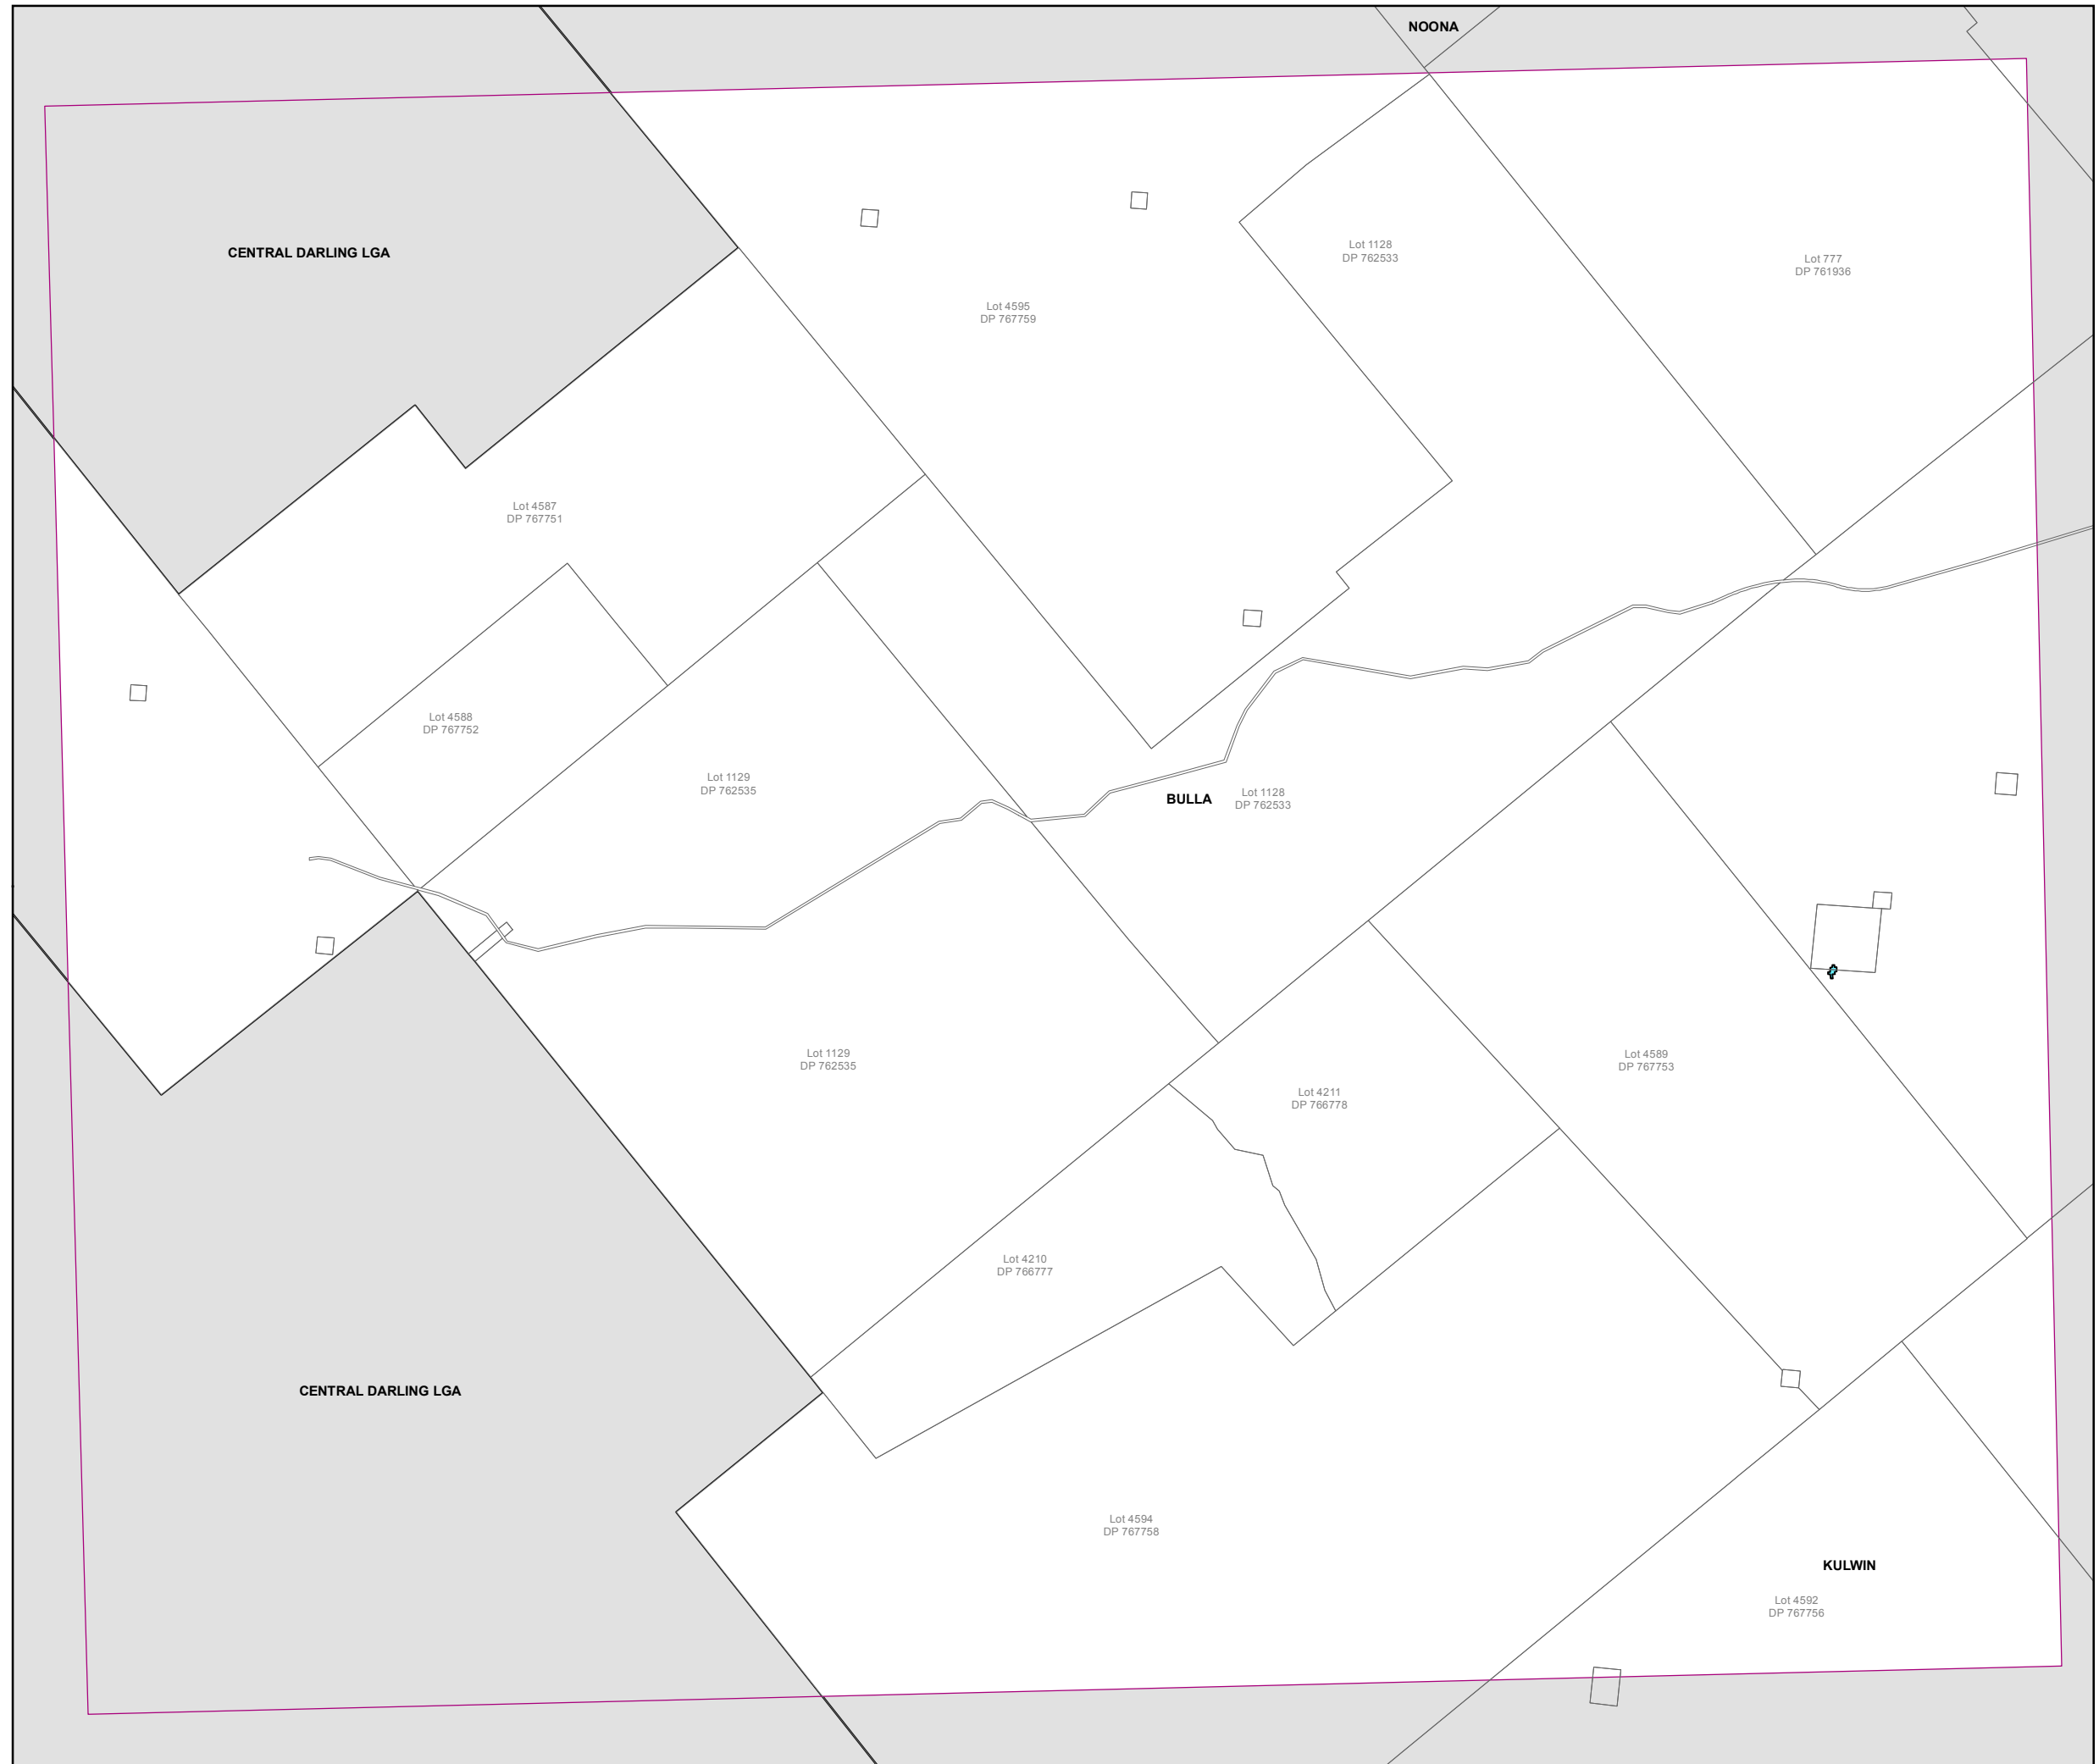 NOONA
CENTRAL DARLING LGA
Lot 1128
DP 762533
Lot 777
DP 761936
Lot 4595
DP 767759
Lot 4587
DP 767751
Lot 4588
DP 767752
Lot 1129
DP 762535
BULLA
Lot 1128
DP 762533
Lot 1129
DP 762535
Lot 4589
DP 767753
Lot 4211
DP 766778
Lot 4210
DP 766777
CENTRAL DARLING LGA
Lot 4594
DP 767758
KULWIN
Lot 4592
DP 767756